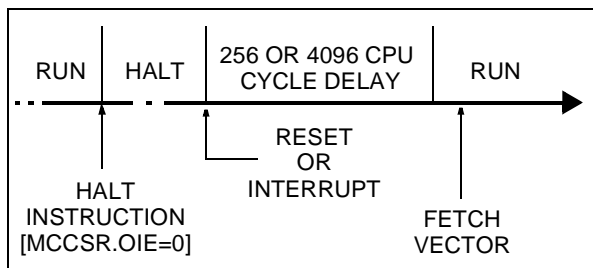 RUN
HALT
256 OR 4096 CPU
CYCLE DELAY
RUN
RESET
OR
INTERRUPT
HALT
INSTRUCTION
[MCCSR.OIE=0]
FETCH
VECTOR